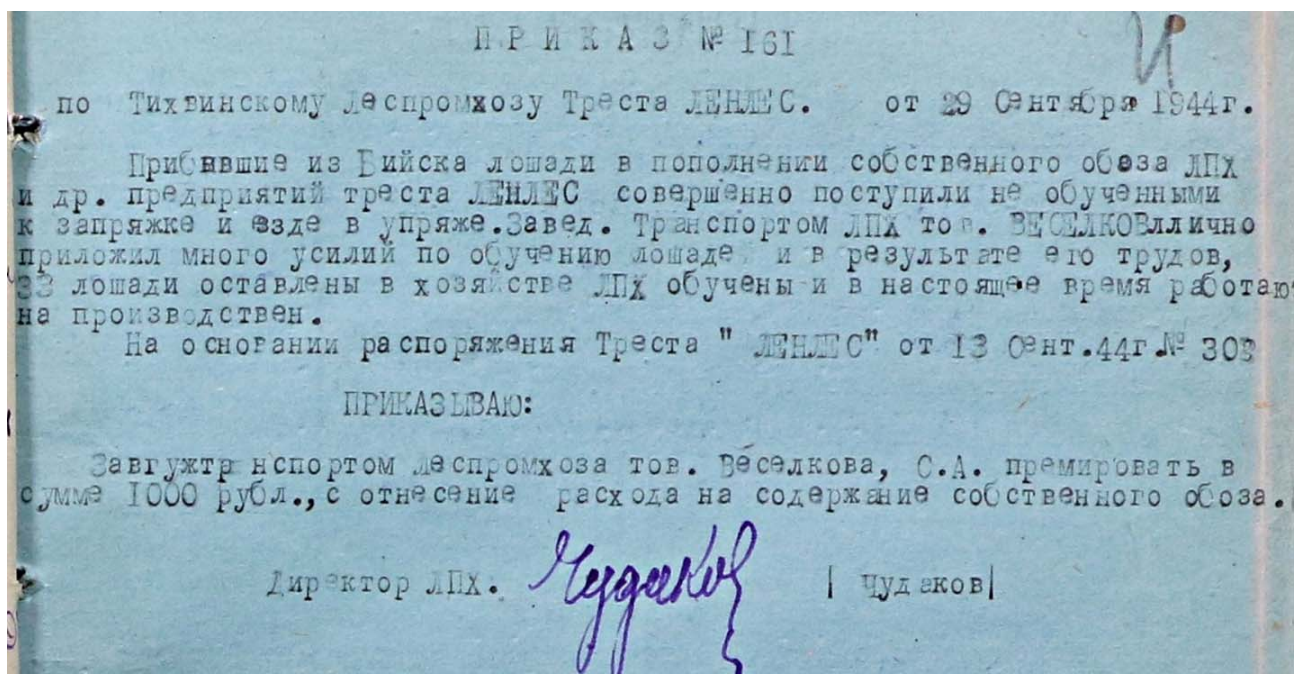 ПРИКАЗ № 161
по Тихвинскому Леспромхозу Треста ЛЕНЛЕС. от 29 Сентября 1944г.
Прибывшие из Бийска лошади в пополнении собственного обоза ЛПХ
и др. предприятий треста ЛЕНЛЕС совершенно поступили не обученными
к запряжке и езде в упряже.Завед. Транспортом ЛПХ тов. ВЕСЕЛКОВллично
приложил много усилий по обучению лошаде и в результате его трудов,
33 лошади оставлены в хозяйстве ЛПХ обучены и в настоящее время работают
на производствен.
На основании распоряжения Треста " ЛЕНЛЕС" от 13 Сент.44г.№ 303
ПРИКАЗЫВАЮ:
Завгужтранспортом Леспромхоза тов. Веселкова, С.А. премировать в
сумме 1000 рубл., с отнесение расхода на содержание собственного обоза.
Директор ЛПХ. Чудаков | Чудаков|